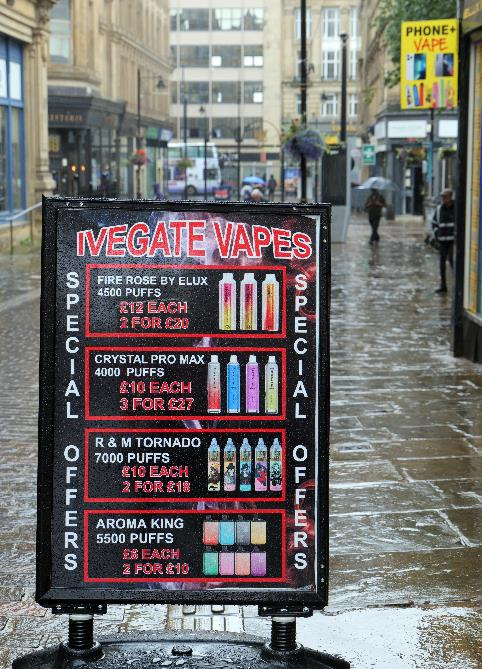 PHONE+
VAPE
IVEGATE VAPES
SPECIAL OFFERS
FIRE ROSE BY ELUX
4500 PUFFS
£12 EACH
2 FOR £20
CRYSTAL PRO MAX
4000 PUFFS
£10 EACH
3 FOR £27
R & M TORNADO
7000 PUFFS
£10 EACH
2 FOR £18
AROMA KING
5500 PUFFS
£6 EACH
2 FOR £10
SPECIAL OFFERS